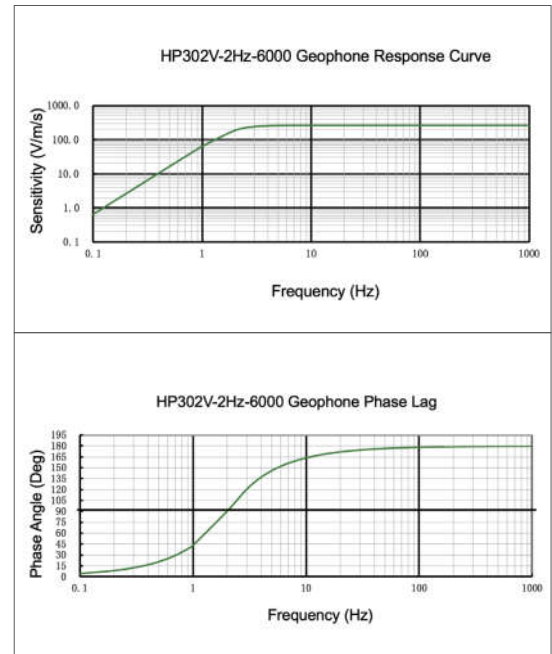 HP302V-2Hz-6000 Geophone Response Curve
Sensitivity (V/m/s)
1000. 0
100. 0
10. 0
1. 0
0. 1
0. 1 1 10 100 1000
Frequency (Hz)
HP302V-2Hz-6000 Geophone Phase Lag
Phase Angle (Deg)
195
180
165
150
135
120
105
90
75
60
45
30
15
0
0. 1 1 10 100 1000
Frequency (Hz)